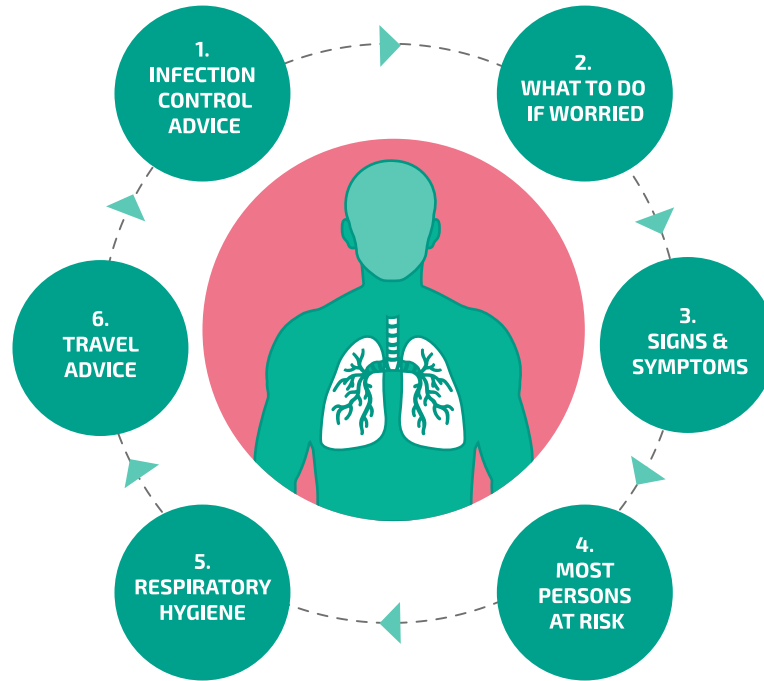 1.
INFECTION
CONTROL
ADVICE
2.
WHAT TO DO
IF WORRIED
3.
SIGNS &
SYMPTOMS
4.
MOST
PERSONS
AT RISK
5.
RESPIRATORY
HYGIENE
6.
TRAVEL
ADVICE